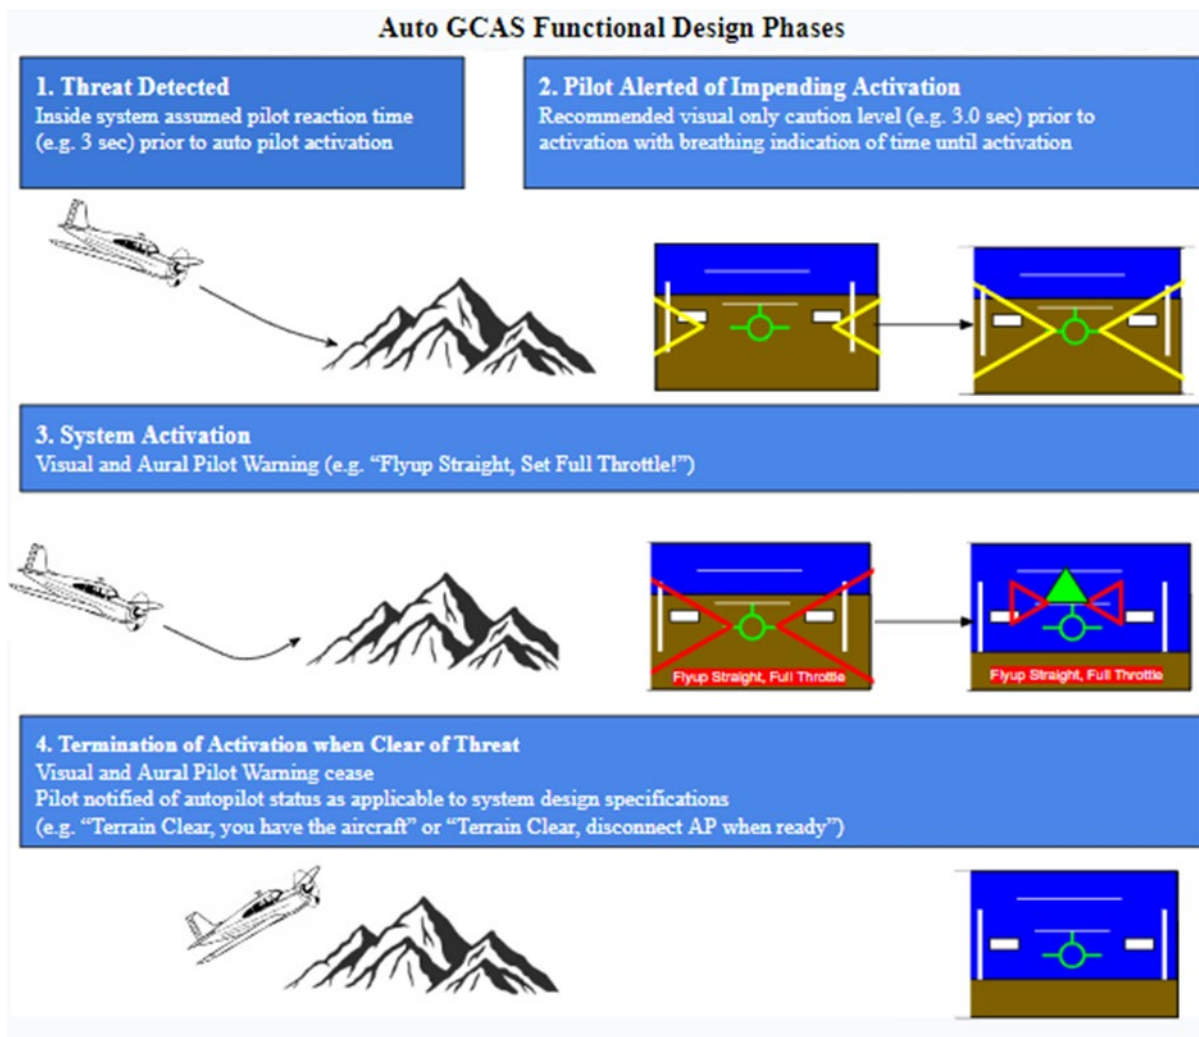 Auto GCAS Functional Design Phases
1. Threat Detected
Inside system assumed pilot reaction time
(e.g. 3 sec) prior to auto pilot activation
2. Pilot Alerted of Impending Activation
Recommended visual only caution level (e.g. 3.0 sec) prior to
activation with breathing indication of time until activation
3. System Activation
Visual and Aural Pilot Warning (e.g. “Flyup Straight, Set Full Throttle!”)
Flyup Straight, Full Throttle
Flyup Straight, Full Throttle
4. Termination of Activation when Clear of Threat
Visual and Aural Pilot Warning cease
Pilot notified of autopilot status as applicable to system design specifications
(e.g. “Terrain Clear, you have the aircraft” or “Terrain Clear, disconnect AP when ready”)